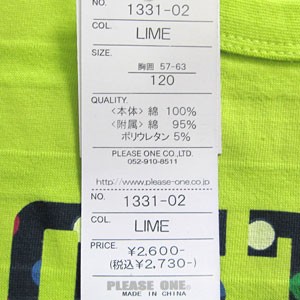 NO.
1331-02
COL.
LIME
SIZE.
胸囲 57-63
120
QUALITY.
〈本体〉綿 100%
〈附属〉綿 95%
ポリウレタン 5%
PLEASE ONE CO.,LTD.
052-910-8511
http://www.please-one.co.jp
NO.
1331-02
COL.
LIME
PRICE.
¥2,600-
(税込¥2,730-)
PLEASE ONE.
MADE IN CHINA